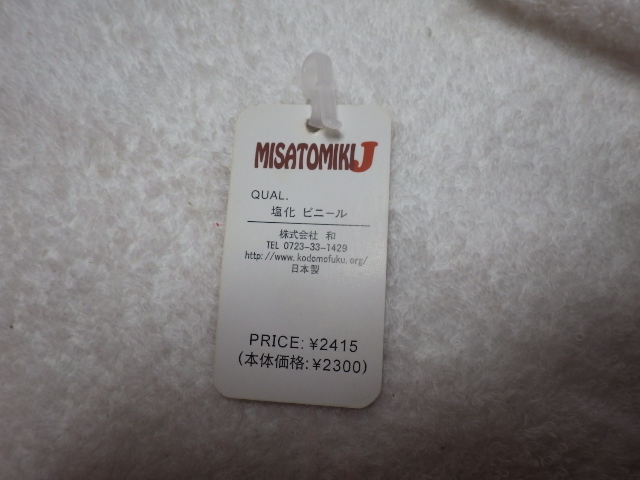 MISATOMIKIJ
QUAL.
塩化 ビニール
株式会社 和
TEL 0723-33-1429
http://www.kodomofuku.org/
日本製
PRICE: ¥2415
(本体価格:¥2300)